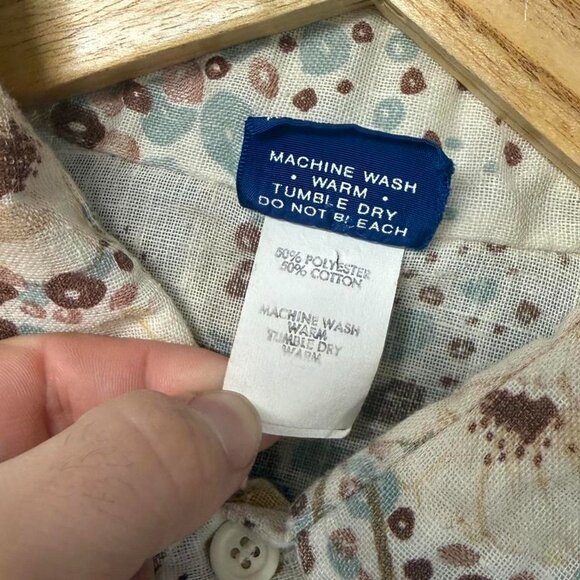 MACHINE WASH
• WARM •
TUMBLE DRY
DO NOT BLEACH
50% POLYESTER
50% COTTON
MACHINE WASH
WARM
TUMBLE DRY
WARM